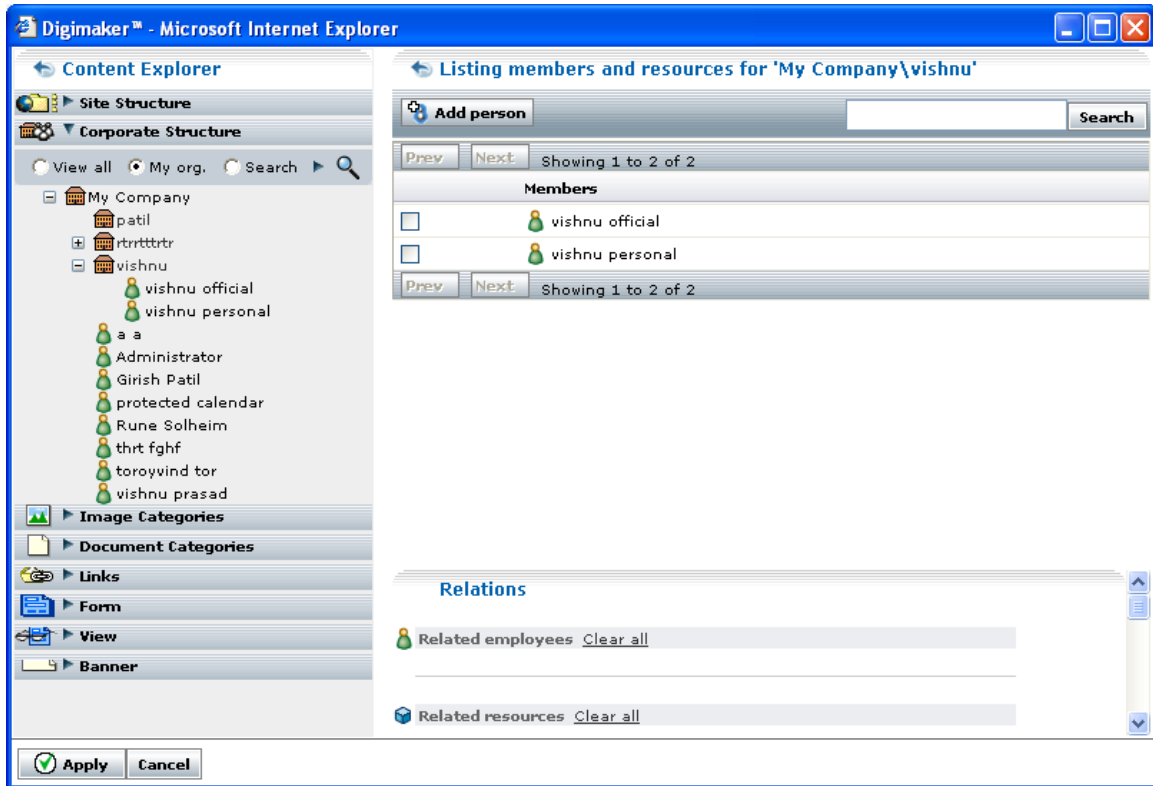 Digimaker™ - Microsoft Internet Explorer
Content Explorer
Site Structure
Corporate Structure
View all My org. Search
My Company
patil
rtrrtttrtr
vishnu
vishnu official
vishnu personal
a a
Administrator
Girish Patil
protected calendar
Rune Solheim
thrt fghf
toroyvind tor
vishnu prasad
Image Categories
Document Categories
Links
Form
View
Banner
Listing members and resources for 'My Company\vishnu'
Add person Search
Prev Next Showing 1 to 2 of 2
Members
vishnu official
vishnu personal
Prev Next Showing 1 to 2 of 2
Relations
Related employees Clear all
Related resources Clear all
Apply Cancel